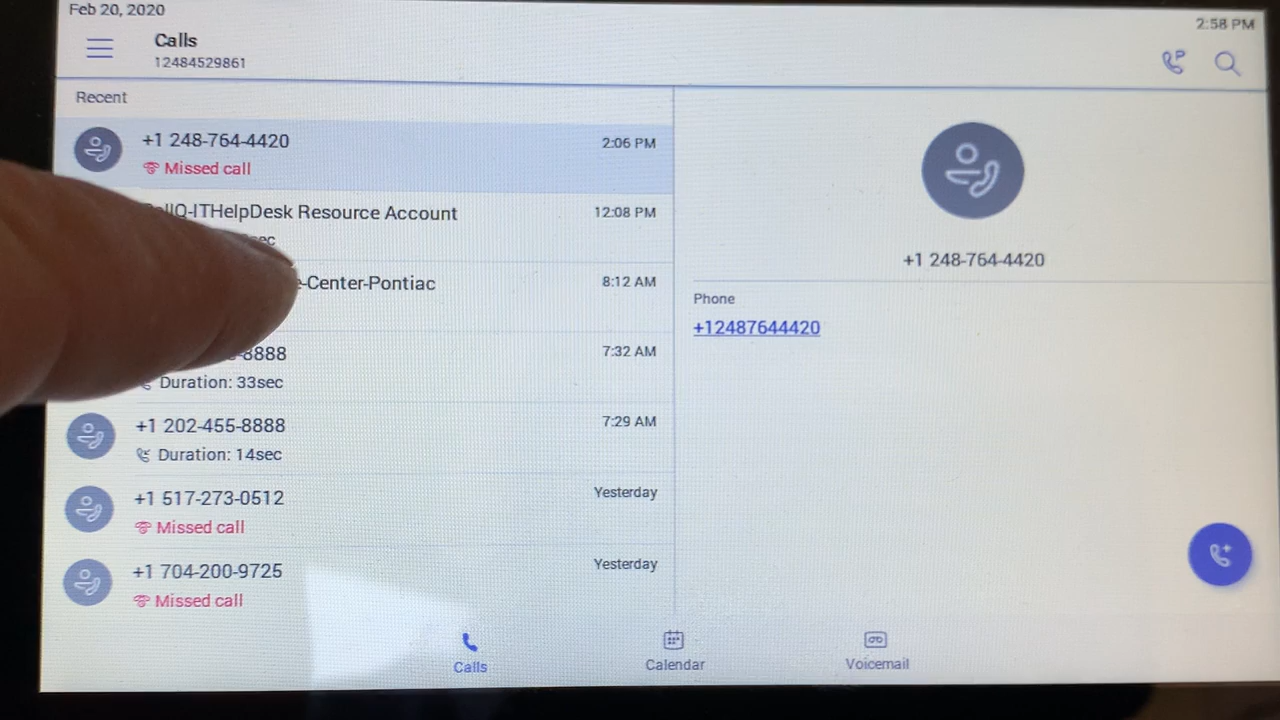 Feb 20, 2020
2:58 PM
Calls
12484529861
Recent
+1 248-764-4420
2:06 PM
Missed call
Resource Account
12:08 PM
-Center-Pontiac
8:12 AM
8888
7:32 AM
Duration: 33sec
+1 202-455-8888
7:29 AM
Duration: 14sec
+1 517-273-0512
Yesterday
Missed call
+1 704-200-9725
Yesterday
Missed call
+1 248-764-4420
Phone
+12487644420
Calls
Calendar
Voicemail